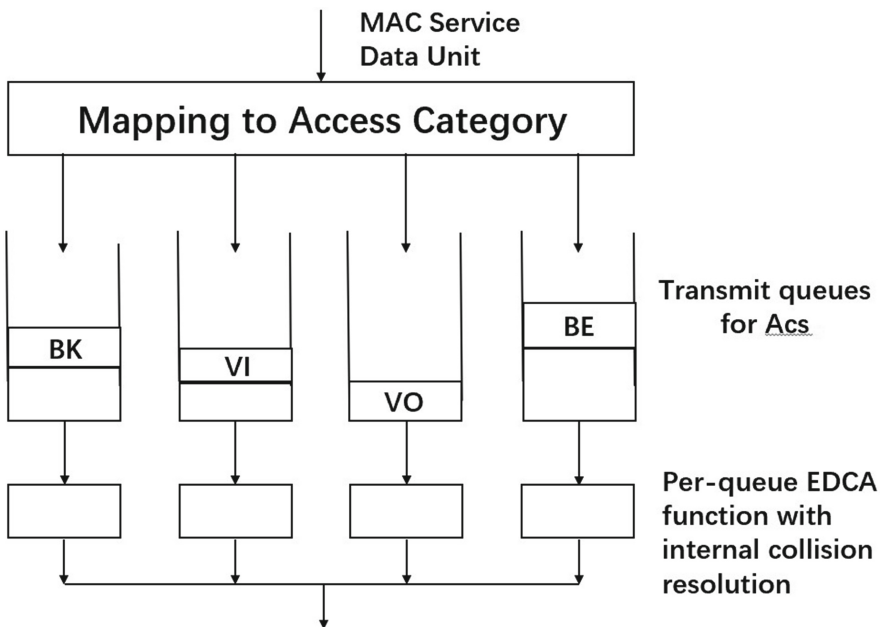 MAC Service
Data Unit
Mapping to Access Category
Transmit queues
for Acs
BK
VI
VO
BE
Per-queue EDCA
function with
internal collision
resolution